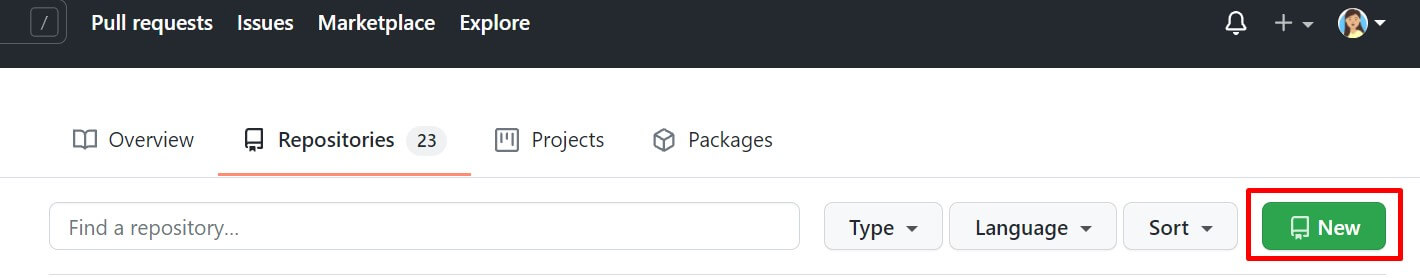 / Pull requests Issues Marketplace Explore
Overview Repositories 23 Projects Packages
Find a repository... Type Language Sort New